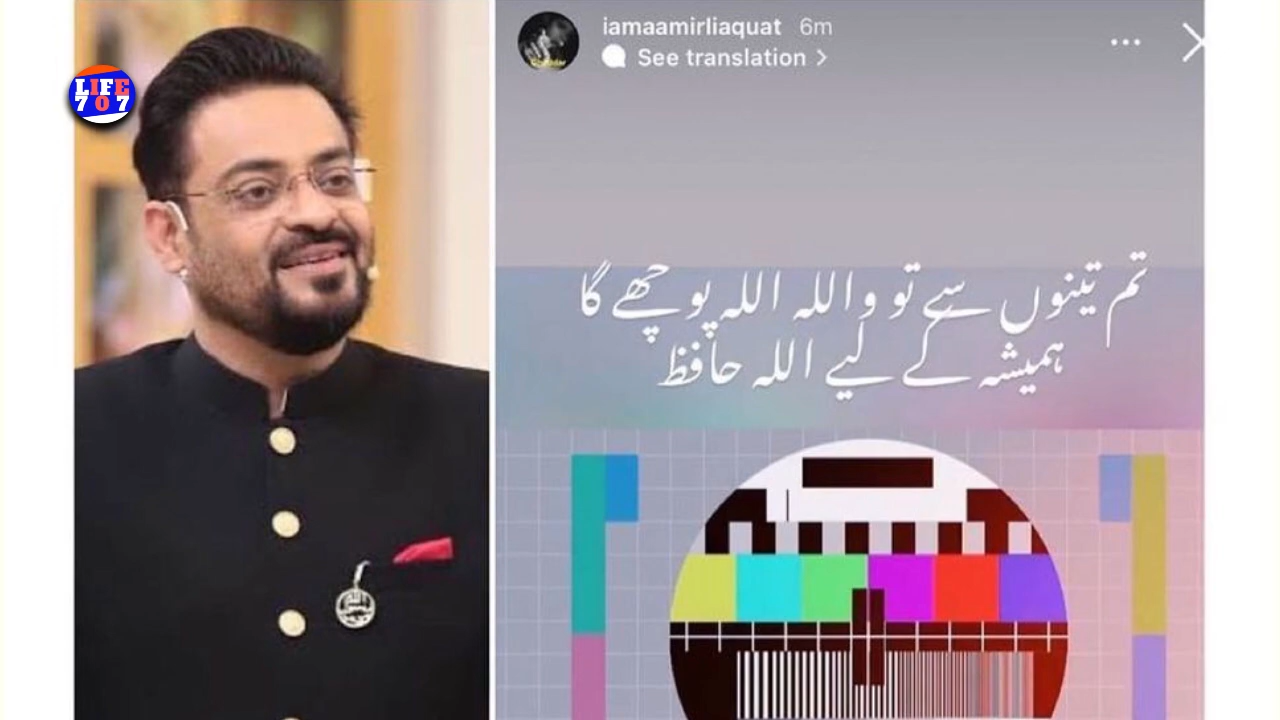 LIFE
707
iamaamirliaquat 6m
See translation >
تم تینوں سے تو واللہ اللہ پوچھے گا
ہمیشہ کے لیے اللہ حافظ